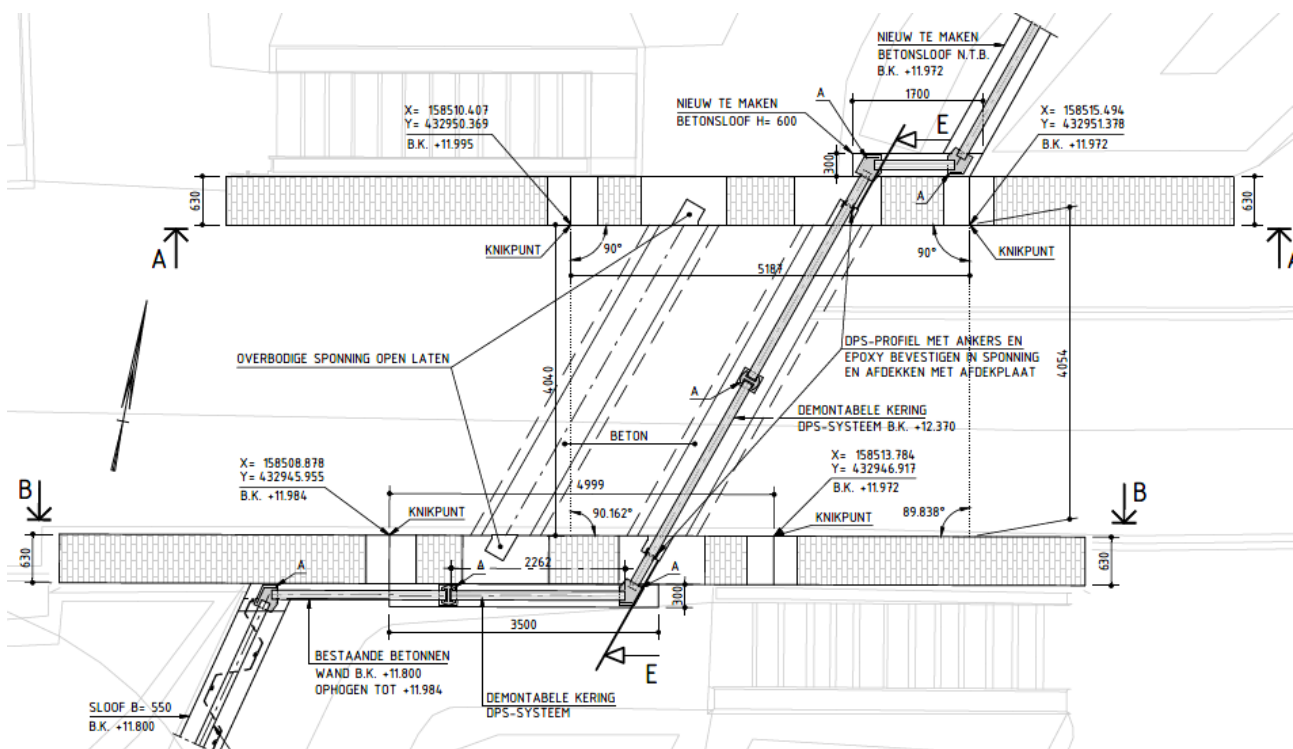 NIEUW TE MAKEN
BETONSLOOF N.T.B.
B.K. +11.972
A
1700
NIEUW TE MAKEN
BETONSLOOF H= 600
X= 158510.407
Y= 432950.369
B.K. +11.995
X= 158515.494
Y= 432951.378
B.K. +11.972
E
300
A
630
630
A
KNIKPUNT
90°
90°
KNIKPUNT
A
5187
OVERBODIGE SPONNING OPEN LATEN
4040
DPS-PROFIEL MET ANKERS EN
EPOXY BEVESTIGEN IN SPONNING
EN AFDEKKEN MET AFDEKPLAAT
4054
A
DEMONTABELE KERING
DPS-SYSTEEM B.K. +12.370
BETON
X= 158508.878
Y= 432945.955
B.K. +11.984
X= 158513.784
Y= 432946.917
B.K. +11.972
B
4999
B
KNIKPUNT
90.162°
KNIKPUNT
89.838°
630
2262
630
A
A
A
300
3500
BESTAANDE BETONNEN
WAND B.K. +11.800
OPHOGEN TOT +11.984
E
DEMONTABELE KERING
DPS-SYSTEEM
SLOOF B= 550
B.K. +11.800